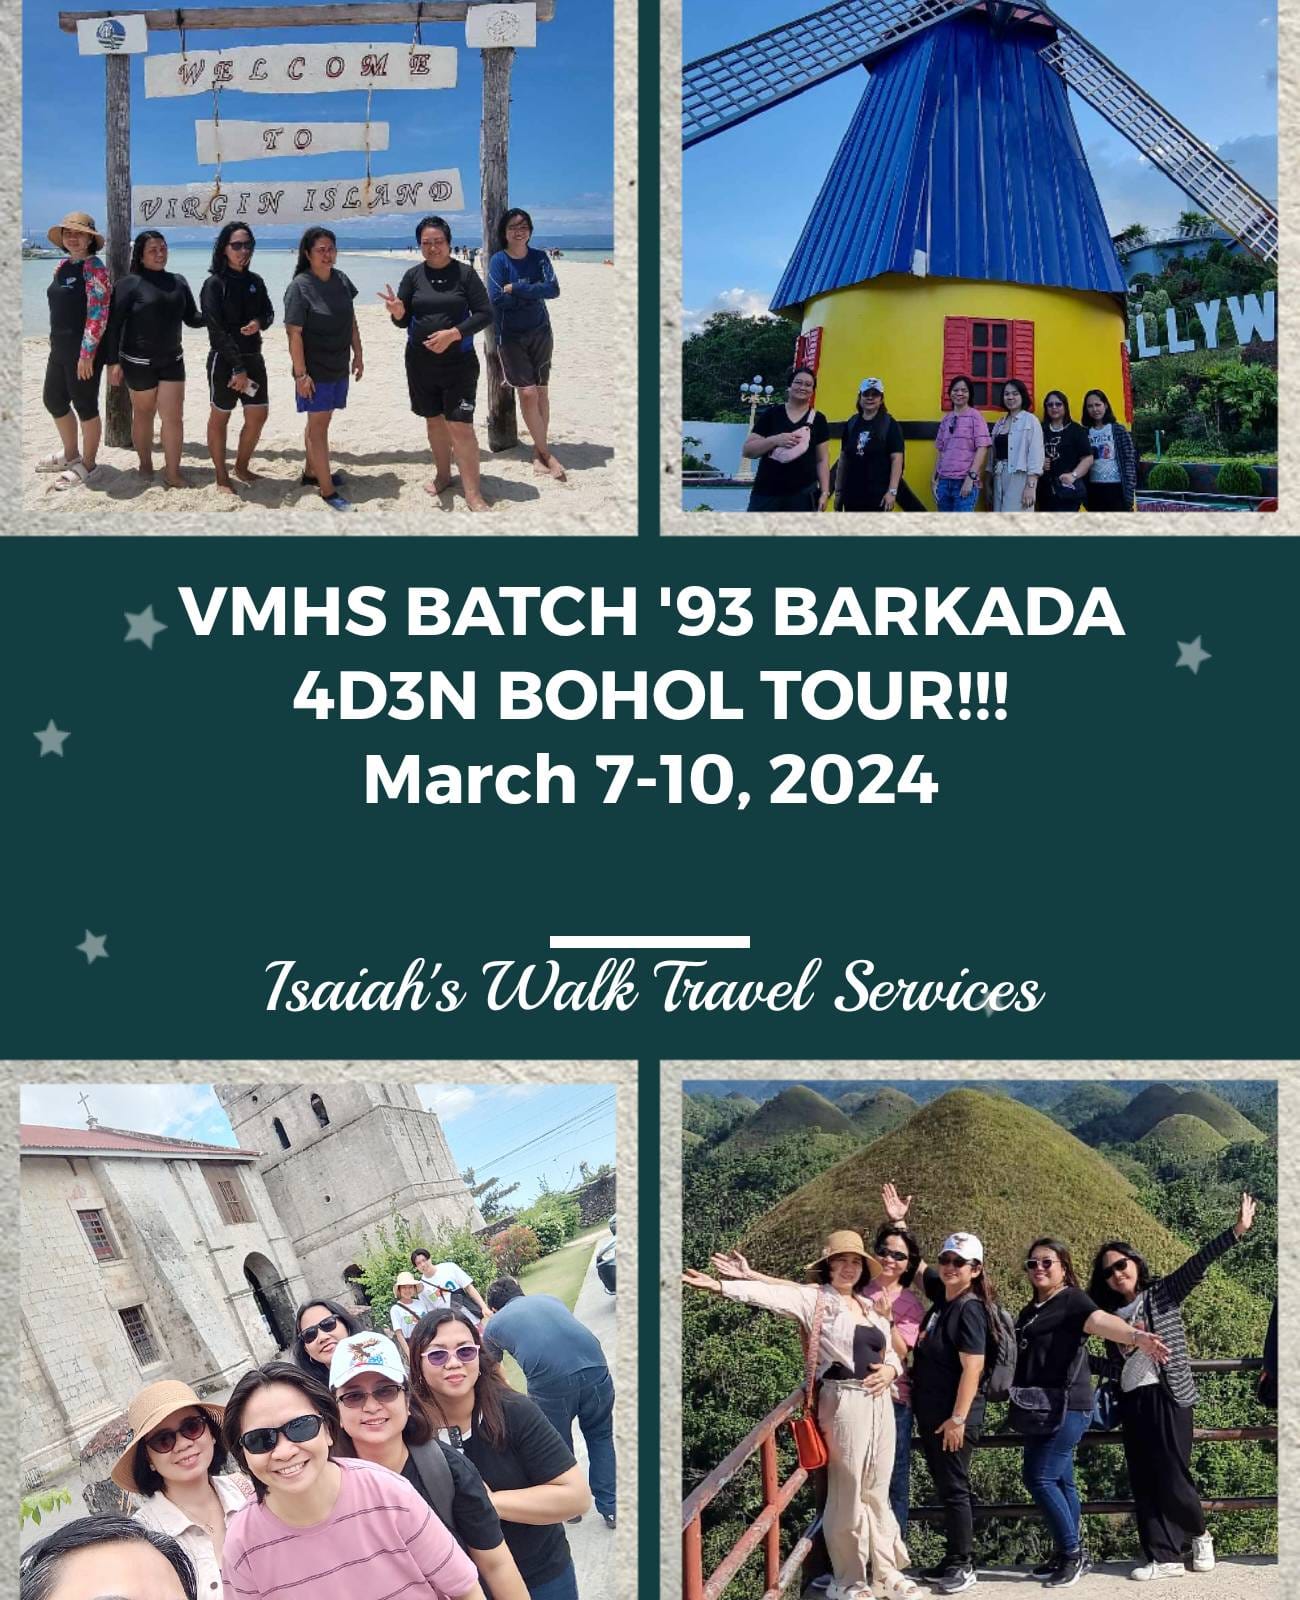 WELCOME
TO
VIRGIN ISLAND
LLYW
VMHS BATCH '93 BARKADA
4D3N BOHOL TOUR!!!
March 7-10, 2024
Isaiah's Walk Travel Services